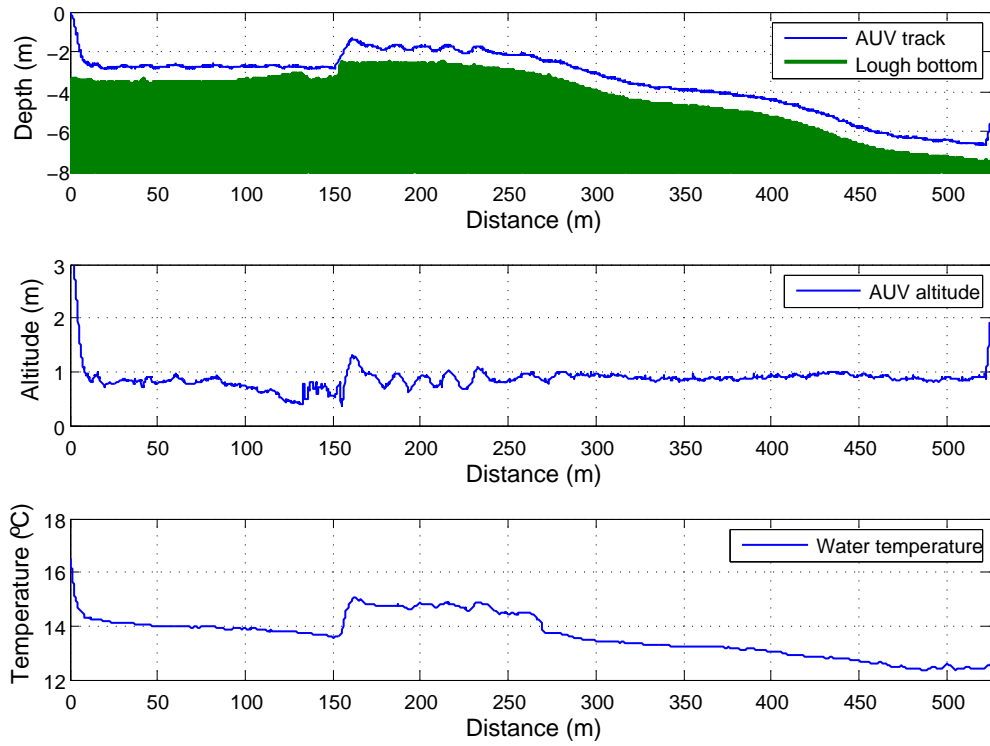 0
−2
−4
−6
−8
Depth (m)
AUV track
Lough bottom
0 50 100 150 200 250 300 350 400 450 500
Distance (m)
3
2
1
0
Altitude (m)
AUV altitude
0 50 100 150 200 250 300 350 400 450 500
Distance (m)
18
16
14
12
Temperature (ºC)
Water temperature
0 50 100 150 200 250 300 350 400 450 500
Distance (m)